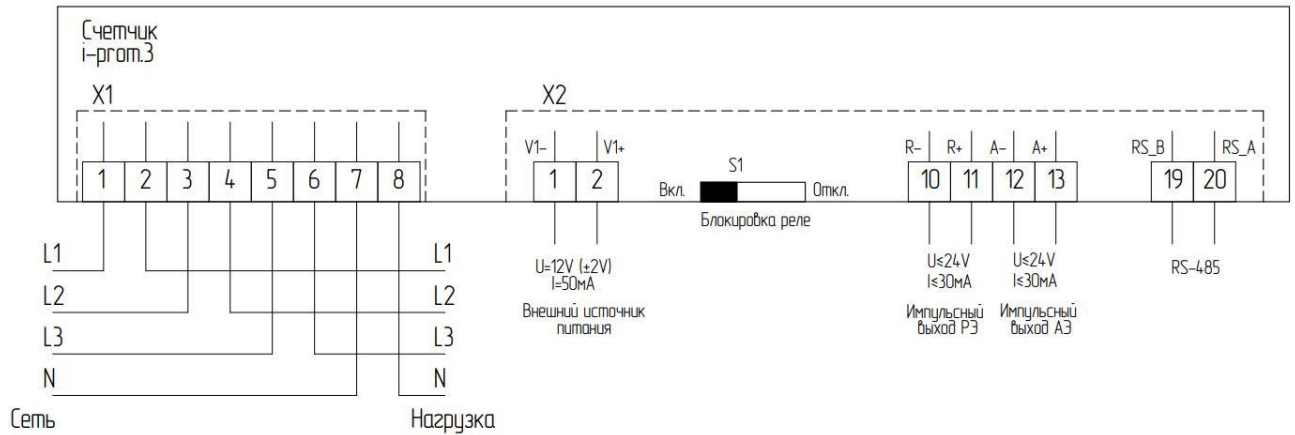 Счетчик
i-prom.3
X1
X2
V1-
V1+
R-
R+
A-
A+
RS_B
RS_A
1 2 3 4 5 6 7 8
1 2
S1
Вкл.
Откл.
Блокировка реле
10 11 12 13
19 20
L1
L1
L2
L2
L3
L3
N
N
Сеть
Нагрузка
U=12V (±2V)
I=50мА
Внешний источник
питания
U≤24V
I≤30мА
Импульсный
выход РЭ
U≤24V
I≤30мА
Импульсный
выход АЭ
RS-485